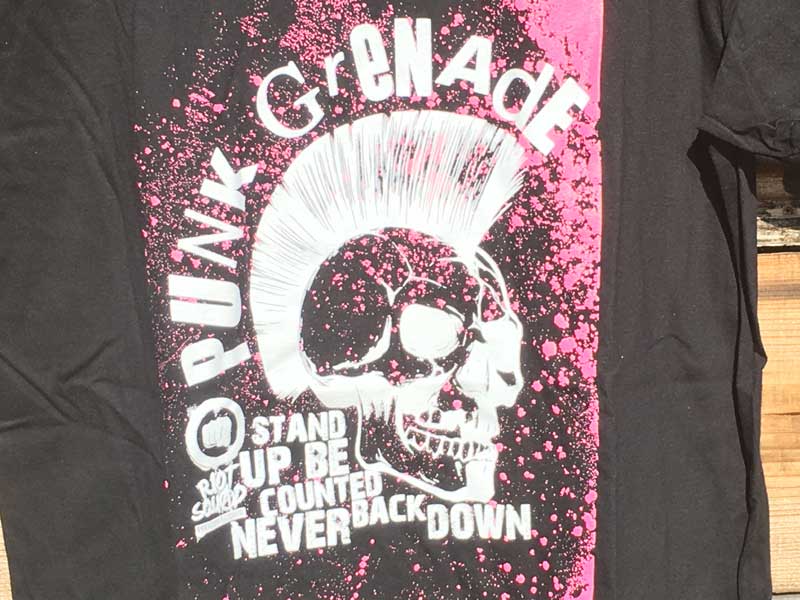 PUNK GrENAdE
RIOT
SQUAD
STAND
UP BE
COUNTED
NEVER BACK DOWN